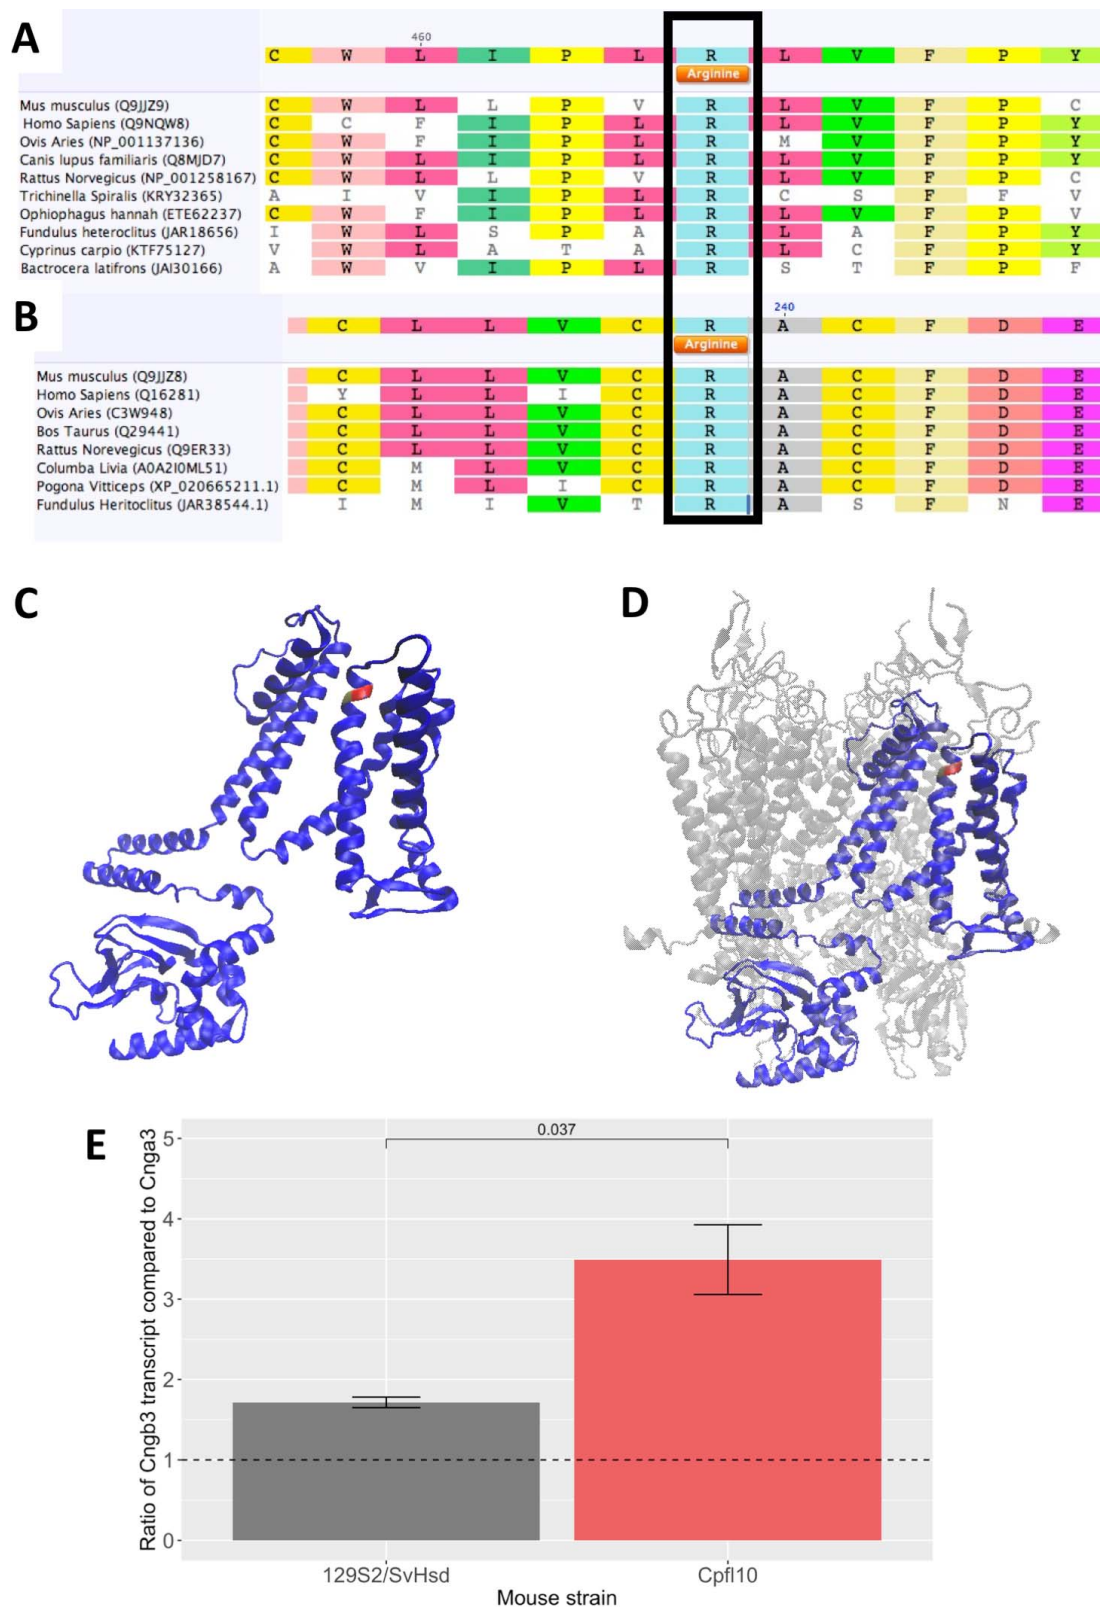 A
460
C W L I P L R L V F P Y
Arginine
Mus musculus (Q9JJZ9) C W L L P V R L V F P C
Homo Sapiens (Q9NQW8) C C F I P L R L V F P Y
Ovis Aries (NP_001137136) C W F I P L R M V F P Y
Canis lupus familiaris (Q8MJD7) C W L I P L R L V F P Y
Rattus Norvegicus (NP_001258167) C W L L P V R L V F P C
Trichinella Spiralis (KRY32365) A I V I P L R C S F F V
Ophiophagus hannah (ETE62237) C W F I P L R L V F P V
Fundulus heteroclitus (JAR18656) I W L S P A R L A F P Y
Cyprinus carpio (KTF75127) V W L A T A R L C F P Y
Bactrocera latifrons (JAI30166) A W V I P L R S T F P F
B
240
C L L V C R A C F D E
Arginine
Mus musculus (Q9JJZ8) C L L V C R A C F D E
Homo Sapiens (Q16281) Y L L I C R A C F D E
Ovis Aries (C3W948) C L L V C R A C F D E
Bos Taurus (Q29441) C L L V C R A C F D E
Rattus Norevegicus (Q9ER33) C L L V C R A C F D E
Columba Livia (A0A2I0ML51) C M L V C R A C F D E
Pogona Vitticeps (XP_020665211.1) C M L I C R A C F D E
Fundulus Heritoclitus (JAR38544.1) I M I V T R A S F N E
C
D
E
Ratio of Cngb3 transcript compared to Cnga3
0.037
5
4
3
2
1
0
129S2/SvHsd Cpfl10
Mouse strain